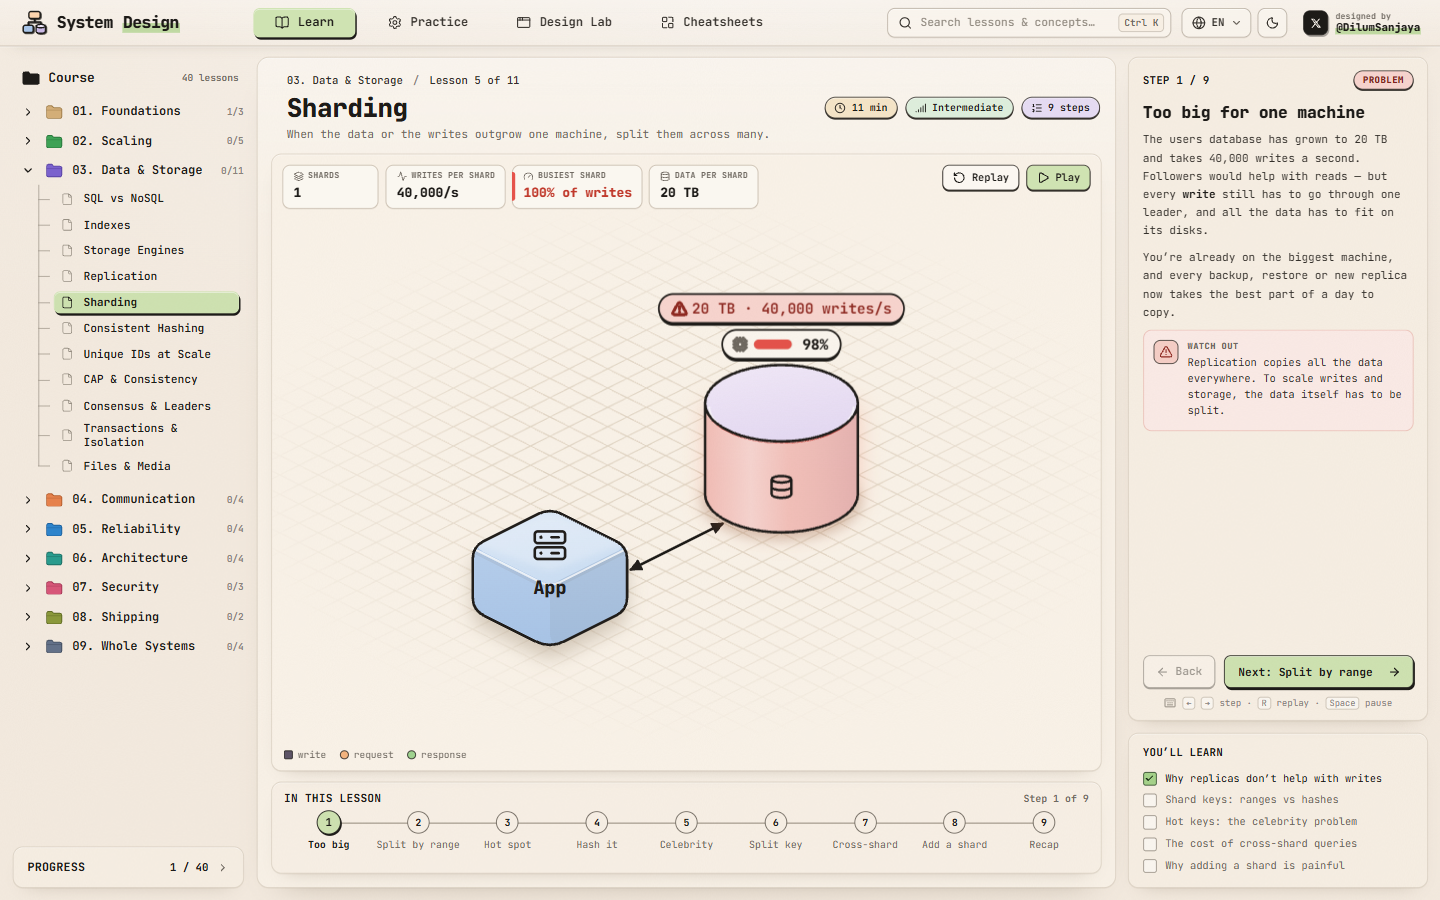 System Design
Learn
Practice
Design Lab
Cheatsheets
Search lessons & concepts…
Ctrl K
EN
designed by
@DilumSanjaya
Course
40 lessons
01. Foundations 1/3
02. Scaling 0/5
03. Data & Storage 0/11
SQL vs NoSQL
Indexes
Storage Engines
Replication
Sharding
Consistent Hashing
Unique IDs at Scale
CAP & Consistency
Consensus & Leaders
Transactions &
Isolation
Files & Media
04. Communication 0/4
05. Reliability 0/4
06. Architecture 0/4
07. Security 0/3
08. Shipping 0/2
09. Whole Systems 0/4
PROGRESS 1 / 40
03. Data & Storage / Lesson 5 of 11
Sharding
When the data or the writes outgrow one machine, split them across many.
11 min
Intermediate
9 steps
SHARDS
1
WRITES PER SHARD
40,000/s
BUSIEST SHARD
100% of writes
DATA PER SHARD
20 TB
Replay
Play
20 TB · 40,000 writes/s
98%
App
write
request
response
IN THIS LESSON
Step 1 of 9
1 2 3 4 5 6 7 8 9
Too big Split by range Hot spot Hash it Celebrity Split key Cross-shard Add a shard Recap
STEP 1 / 9
PROBLEM
Too big for one machine
The users database has grown to 20 TB
and takes 40,000 writes a second.
Followers would help with reads — but
every write still has to go through one
leader, and all the data has to fit on
its disks.
You’re already on the biggest machine,
and every backup, restore or new replica
now takes the best part of a day to
copy.
WATCH OUT
Replication copies all the data
everywhere. To scale writes and
storage, the data itself has to be
split.
← Back
Next: Split by range →
← → step · R replay · Space pause
YOU’LL LEARN
Why replicas don’t help with writes
Shard keys: ranges vs hashes
Hot keys: the celebrity problem
The cost of cross-shard queries
Why adding a shard is painful